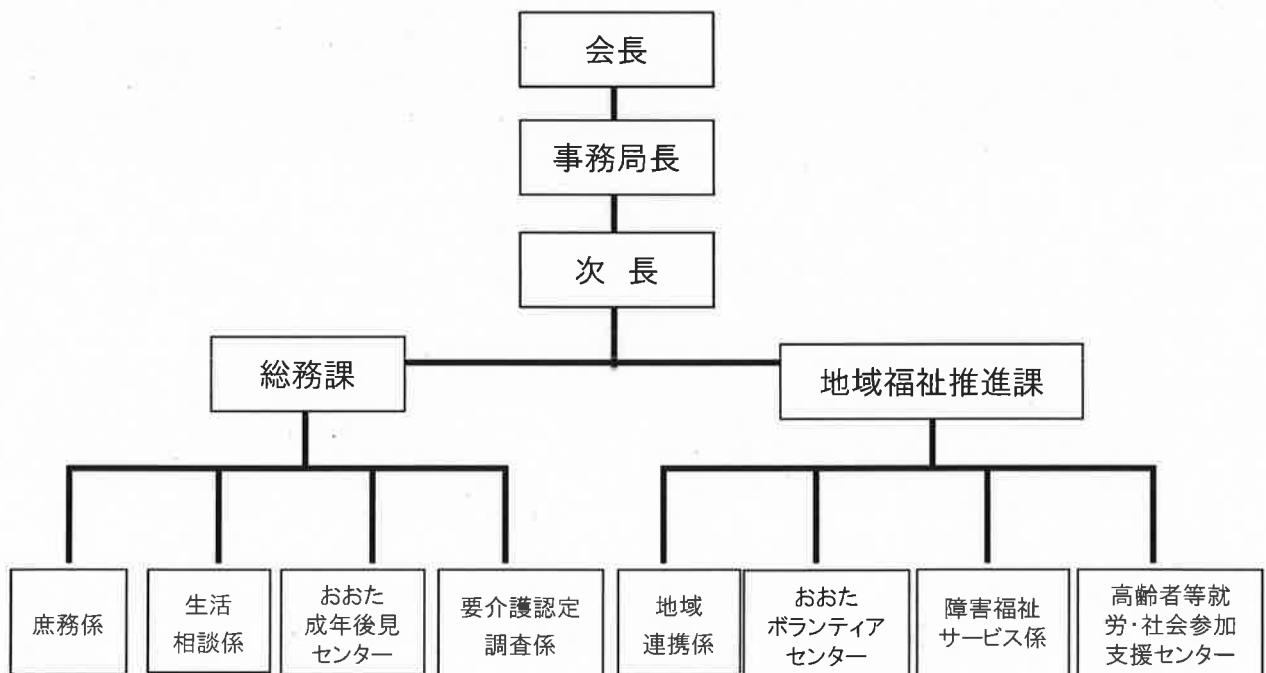 会長
事務局長
次 長
総務課
地域福祉推進課
庶務係
生活
相談係
おおた
成年後見
センター
要介護認定
調査係
地域
連携係
おおた
ボランティア
センター
障害福祉
サービス係
高齢者等就
労・社会参加
支援センター